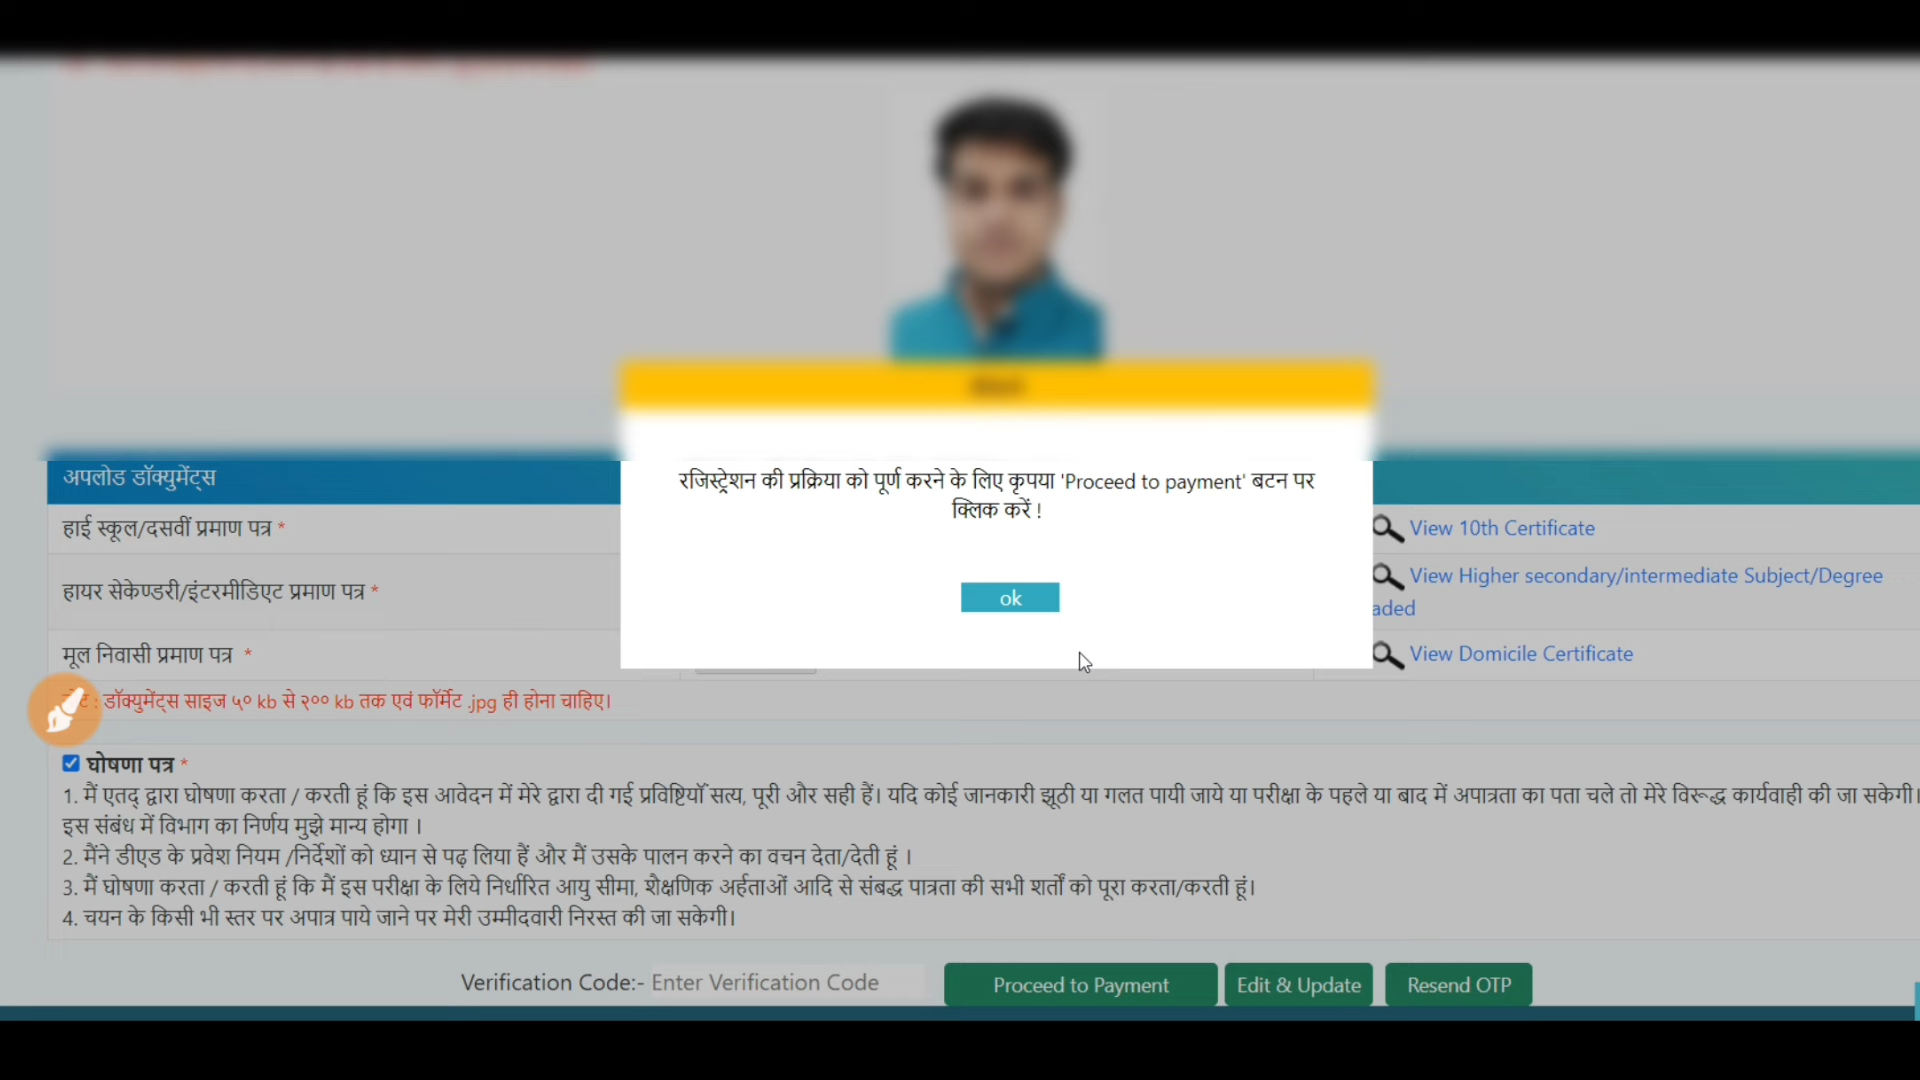 अपलोड डॉक्युमेंट्स
रजिस्ट्रेशन की प्रक्रिया को पूर्ण करने के लिए कृपया 'Proceed to payment' बटन पर
क्लिक करें !
हाई स्कूल/दसवीं प्रमाण पत्र *
View 10th Certificate
हायर सेकेण्डरी/इंटरमीडिएट प्रमाण पत्र *
View Higher secondary/intermediate Subject/Degree
aded
ok
मूल निवासी प्रमाण पत्र *
View Domicile Certificate
: डॉक्युमेंट्स साइज ५० kb से २०० kb तक एवं फॉर्मेट .jpg ही होना चाहिए।
घोषणा पत्र *
1. मैं एतद् द्वारा घोषणा करता / करती हूं कि इस आवेदन में मेरे द्वारा दी गई प्रविष्टियाँ सत्य, पूरी और सही हैं। यदि कोई जानकारी झूठी या गलत पायी जाये या परीक्षा के पहले या बाद में अपात्रता का पता चले तो मेरे विरूद्ध कार्यवाही की जा सकेगी।
इस संबंध में विभाग का निर्णय मुझे मान्य होगा ।
2. मैंने डीएड के प्रवेश नियम /निर्देशों को ध्यान से पढ़ लिया हैं और मैं उसके पालन करने का वचन देता/देती हूं ।
3. मैं घोषणा करता / करती हूं कि मैं इस परीक्षा के लिये निर्धारित आयु सीमा, शैक्षणिक अर्हताओं आदि से संबद्ध पात्रता की सभी शर्तों को पूरा करता/करती हूं।
4. चयन के किसी भी स्तर पर अपात्र पाये जाने पर मेरी उम्मीदवारी निरस्त की जा सकेगी।
Verification Code:- Enter Verification Code Proceed to Payment Edit & Update Resend OTP